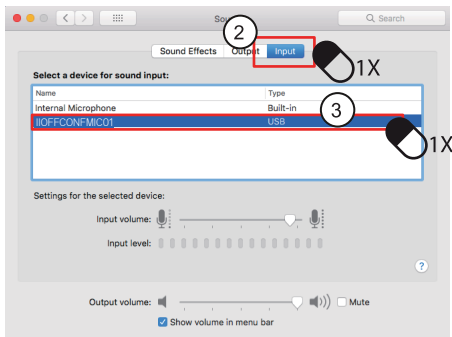 Sou
Search
2
Sound Effects Output Input
1X
Select a device for sound input:
Name Type
Internal Microphone Built-in
3
IIOFFCONFMIC01 USB
1X
Settings for the selected device:
Input volume:
Input level:
?
Output volume: Mute
Show volume in menu bar